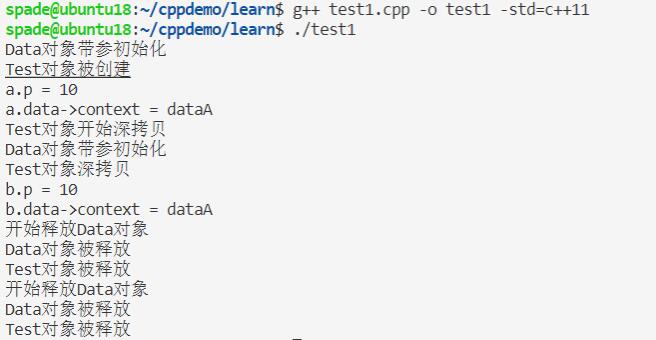 spade@ubuntu18:~/cppdemo/learn$ g++ test1.cpp -o test1 -std=c++11
spade@ubuntu18:~/cppdemo/learn$ ./test1
Data对象带参初始化
Test对象被创建
a.p = 10
a.data->context = dataA
Test对象开始深拷贝
Data对象带参初始化
Test对象深拷贝
b.p = 10
b.data->context = dataA
开始释放Data对象
Data对象被释放
Test对象被释放
开始释放Data对象
Data对象被释放
Test对象被释放